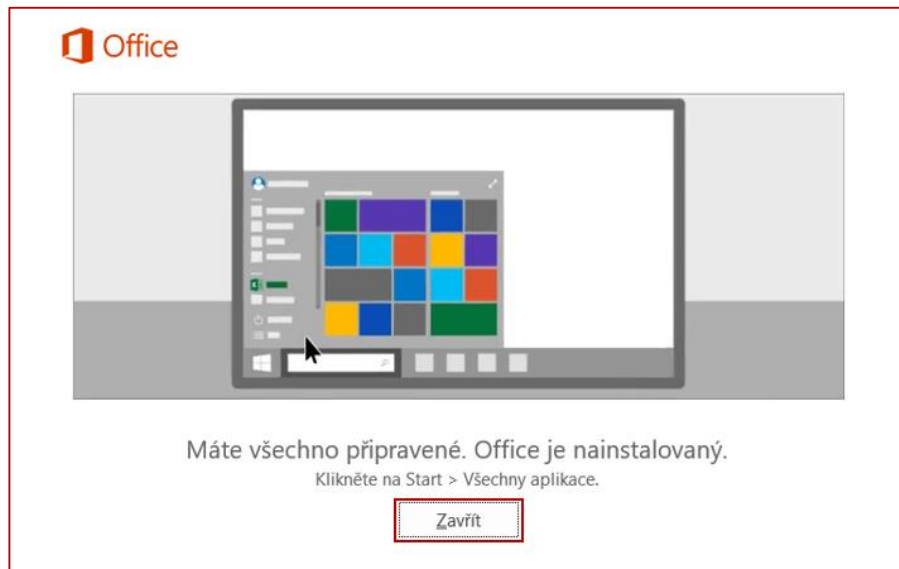 Office
Máte všechno připravené. Office je nainstalovaný.
Klikněte na Start > Všechny aplikace.
Zavřít